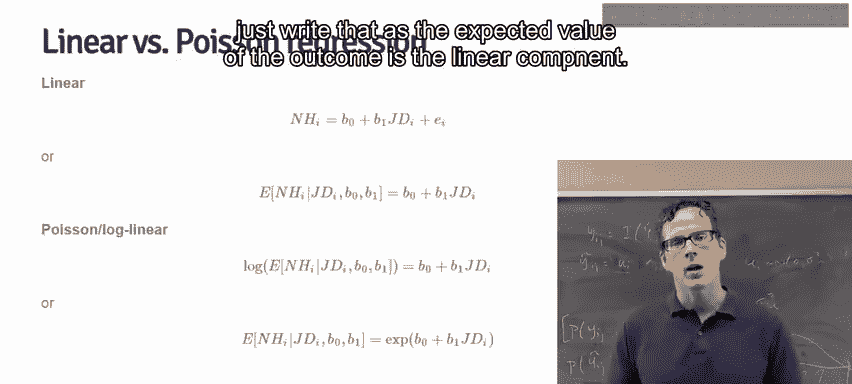 just write that as the expected value
of the outcome is the linear compnent.
Linear vs. Poisson regression
Linear
NH_i = b_0 + b_1 JD_i + e_i
or
E[NH_i | JD_i, b_0, b_1] = b_0 + b_1 JD_i
Poisson/log-linear
log(E[NH_i | JD_i, b_0, b_1]) = b_0 + b_1 JD_i
or
E[NH_i | JD_i, b_0, b_1] = exp(b_0 + b_1 JD_i)